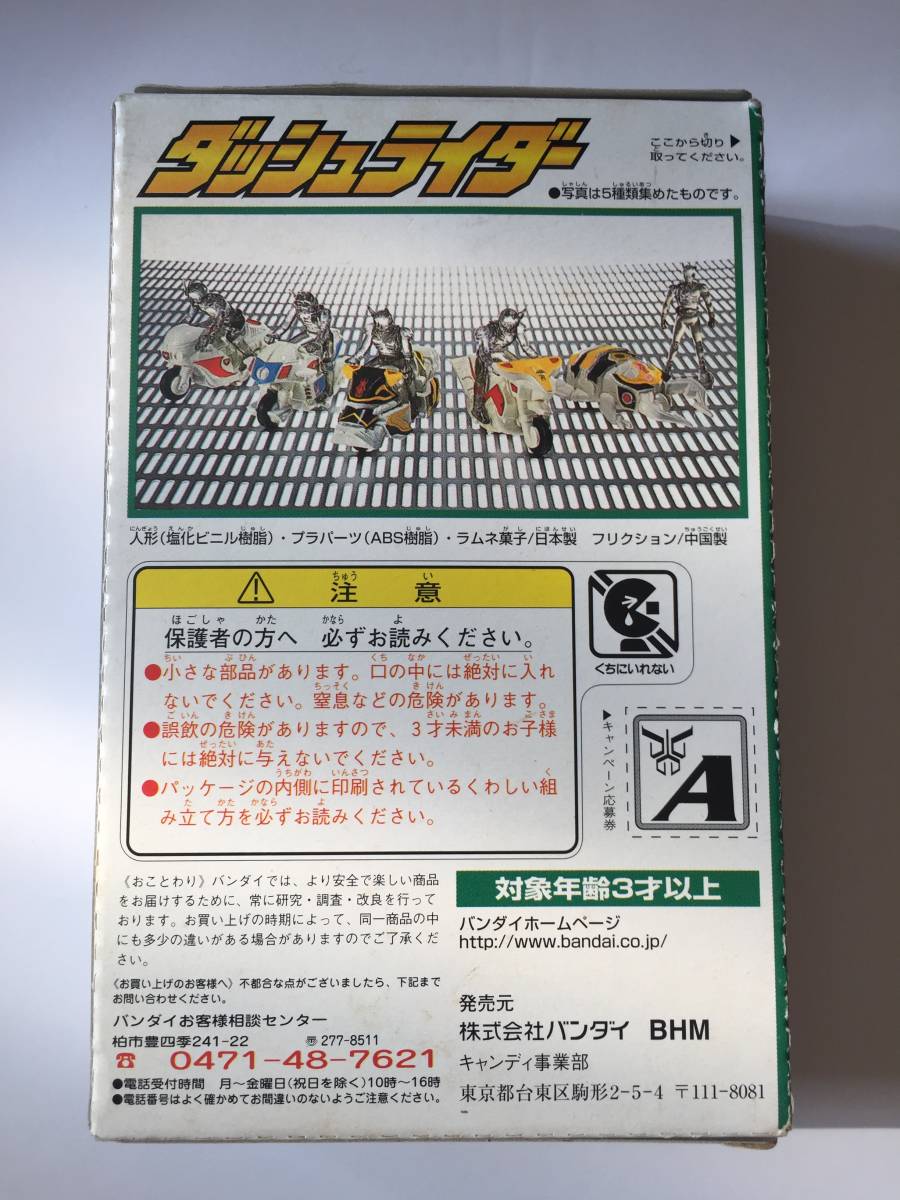 ダッシュライダー
ここから切り▶
取ってください。
●写真は5種類集めたものです。
人形(塩化ビニル樹脂)・プラパーツ(ABS樹脂)・ラムネ菓子/日本製 フリクション/中国製
⚠ 注意
保護者の方へ 必ずお読みください。
●小さな部品があります。口の中には絶対に入れ
ないでください。窒息などの危険があります。
●誤飲の危険がありますので、3才未満のお子様
には絶対に与えないでください。
●パッケージの内側に印刷されているくわしい組
み立て方を必ずお読みください。
くちにいれない
▶キャンペーン応募券
A
《おことわり》バンダイでは、より安全で楽しい商品
をお届けするために、常に研究・調査・改良を行って
おります。お買い上げの時期によって、同一商品の中
にも多少の違いがある場合がありますのでご了承くだ
さい。
〈お買い上げのお客様へ〉不都合な点がございましたら、下記まで
お問い合わせください。
バンダイお客様相談センター
柏市豊四季241-22 〠277-8511
☎ 0471-48-7621
●電話受付時間 月〜金曜日(祝日を除く)10時〜16時
●電話番号はよく確かめてお間違いのないようご注意ください。
対象年齢3才以上
バンダイホームページ
http://www.bandai.co.jp/
発売元
株式会社バンダイ BHM
キャンディ事業部
東京都台東区駒形2-5-4 〒111-8081